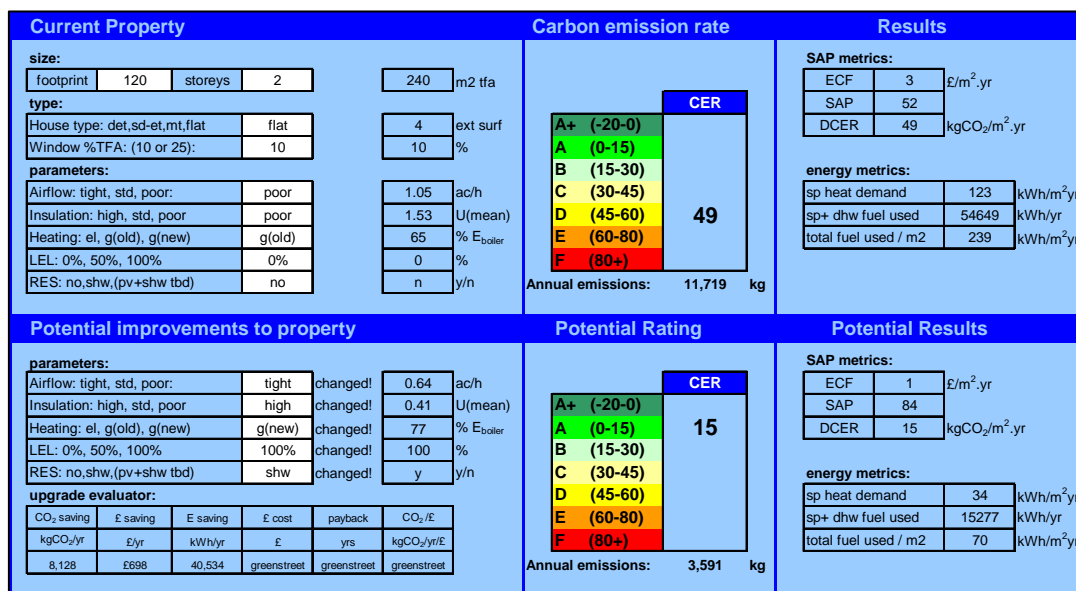 Current Property Carbon emission rate Results
size: SAP metrics:
footprint 120 storeys 2 240 m2 tfa ECF 3 £/m².yr
type: CER SAP 52
House type: det,sd-et,mt,flat flat 4 ext surf A+ (-20-0) DCER 49 kgCO₂/m².yr
Window %TFA: (10 or 25): 10 10 % A (0-15)
parameters: B (15-30) energy metrics:
Airflow: tight, std, poor: poor 1.05 ac/h C (30-45) sp heat demand 123 kWh/m²yr
Insulation: high, std, poor poor 1.53 U(mean) D (45-60) 49 sp+ dhw fuel used 54649 kWh/yr
Heating: el, g(old), g(new) g(old) 65 % Eboiler E (60-80) total fuel used / m2 239 kWh/m²yr
LEL: 0%, 50%, 100% 0% 0 % F (80+)
RES: no,shw,(pv+shw tbd) no n y/n Annual emissions: 11,719 kg
Potential improvements to property Potential Rating Potential Results
parameters: SAP metrics:
Airflow: tight, std, poor: tight changed! 0.64 ac/h CER ECF 1 £/m².yr
Insulation: high, std, poor high changed! 0.41 U(mean) A+ (-20-0) SAP 84
Heating: el, g(old), g(new) g(new) changed! 77 % Eboiler A (0-15) 15 DCER 15 kgCO₂/m².yr
LEL: 0%, 50%, 100% 100% changed! 100 % B (15-30)
RES: no,shw,(pv+shw tbd) shw changed! y y/n C (30-45) energy metrics:
upgrade evaluator: D (45-60) sp heat demand 34 kWh/m²yr
CO₂ saving £ saving E saving £ cost payback CO₂/£ E (60-80) sp+ dhw fuel used 15277 kWh/yr
kgCO₂/yr £/yr kWh/yr £ yrs kgCO₂/yr/£ F (80+) total fuel used / m2 70 kWh/m²yr
8,128 £698 40,534 greenstreet greenstreet greenstreet Annual emissions: 3,591 kg